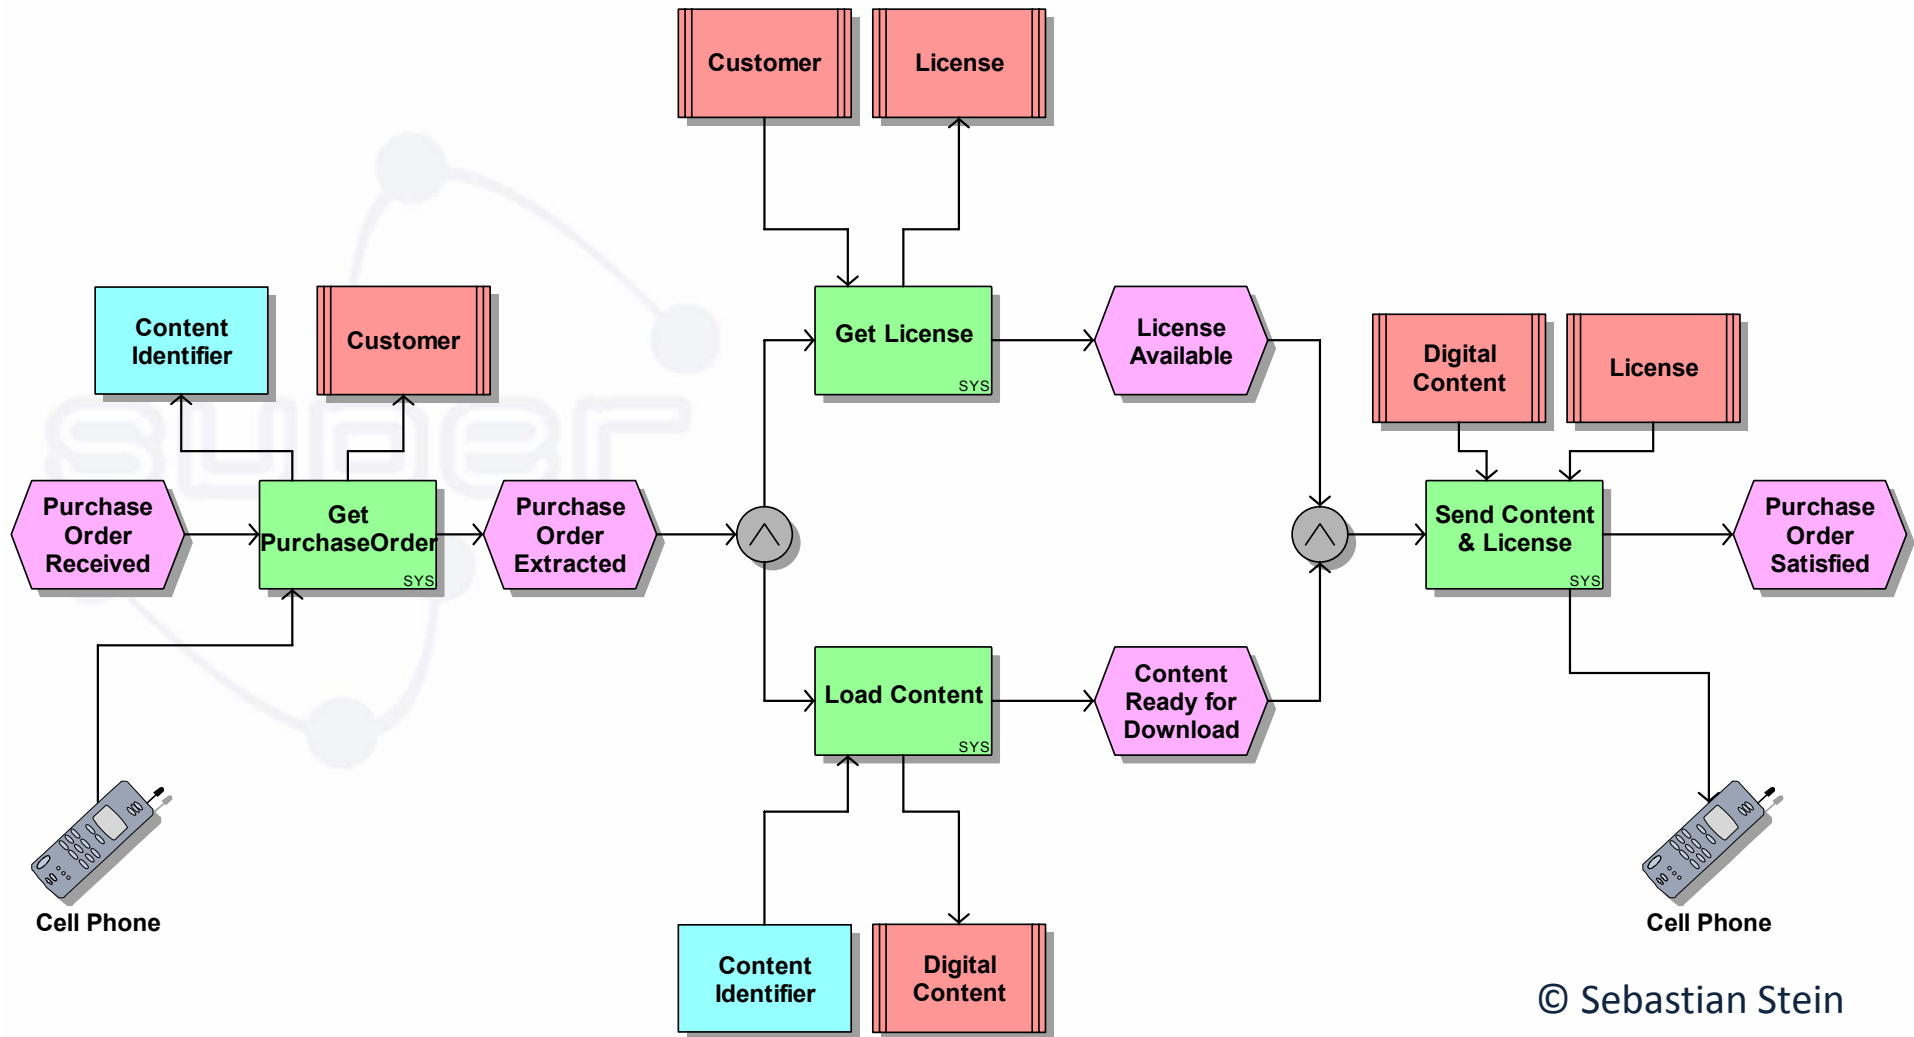 Customer
License
Content
Identifier
Customer
Get License
SYS
License
Available
Digital
Content
License
Purchase
Order
Received
Get
PurchaseOrder
SYS
Purchase
Order
Extracted
Send Content
& License
SYS
Purchase
Order
Satisfied
Load Content
SYS
Content
Ready for
Download
Cell Phone
Cell Phone
Content
Identifier
Digital
Content
© Sebastian Stein
super